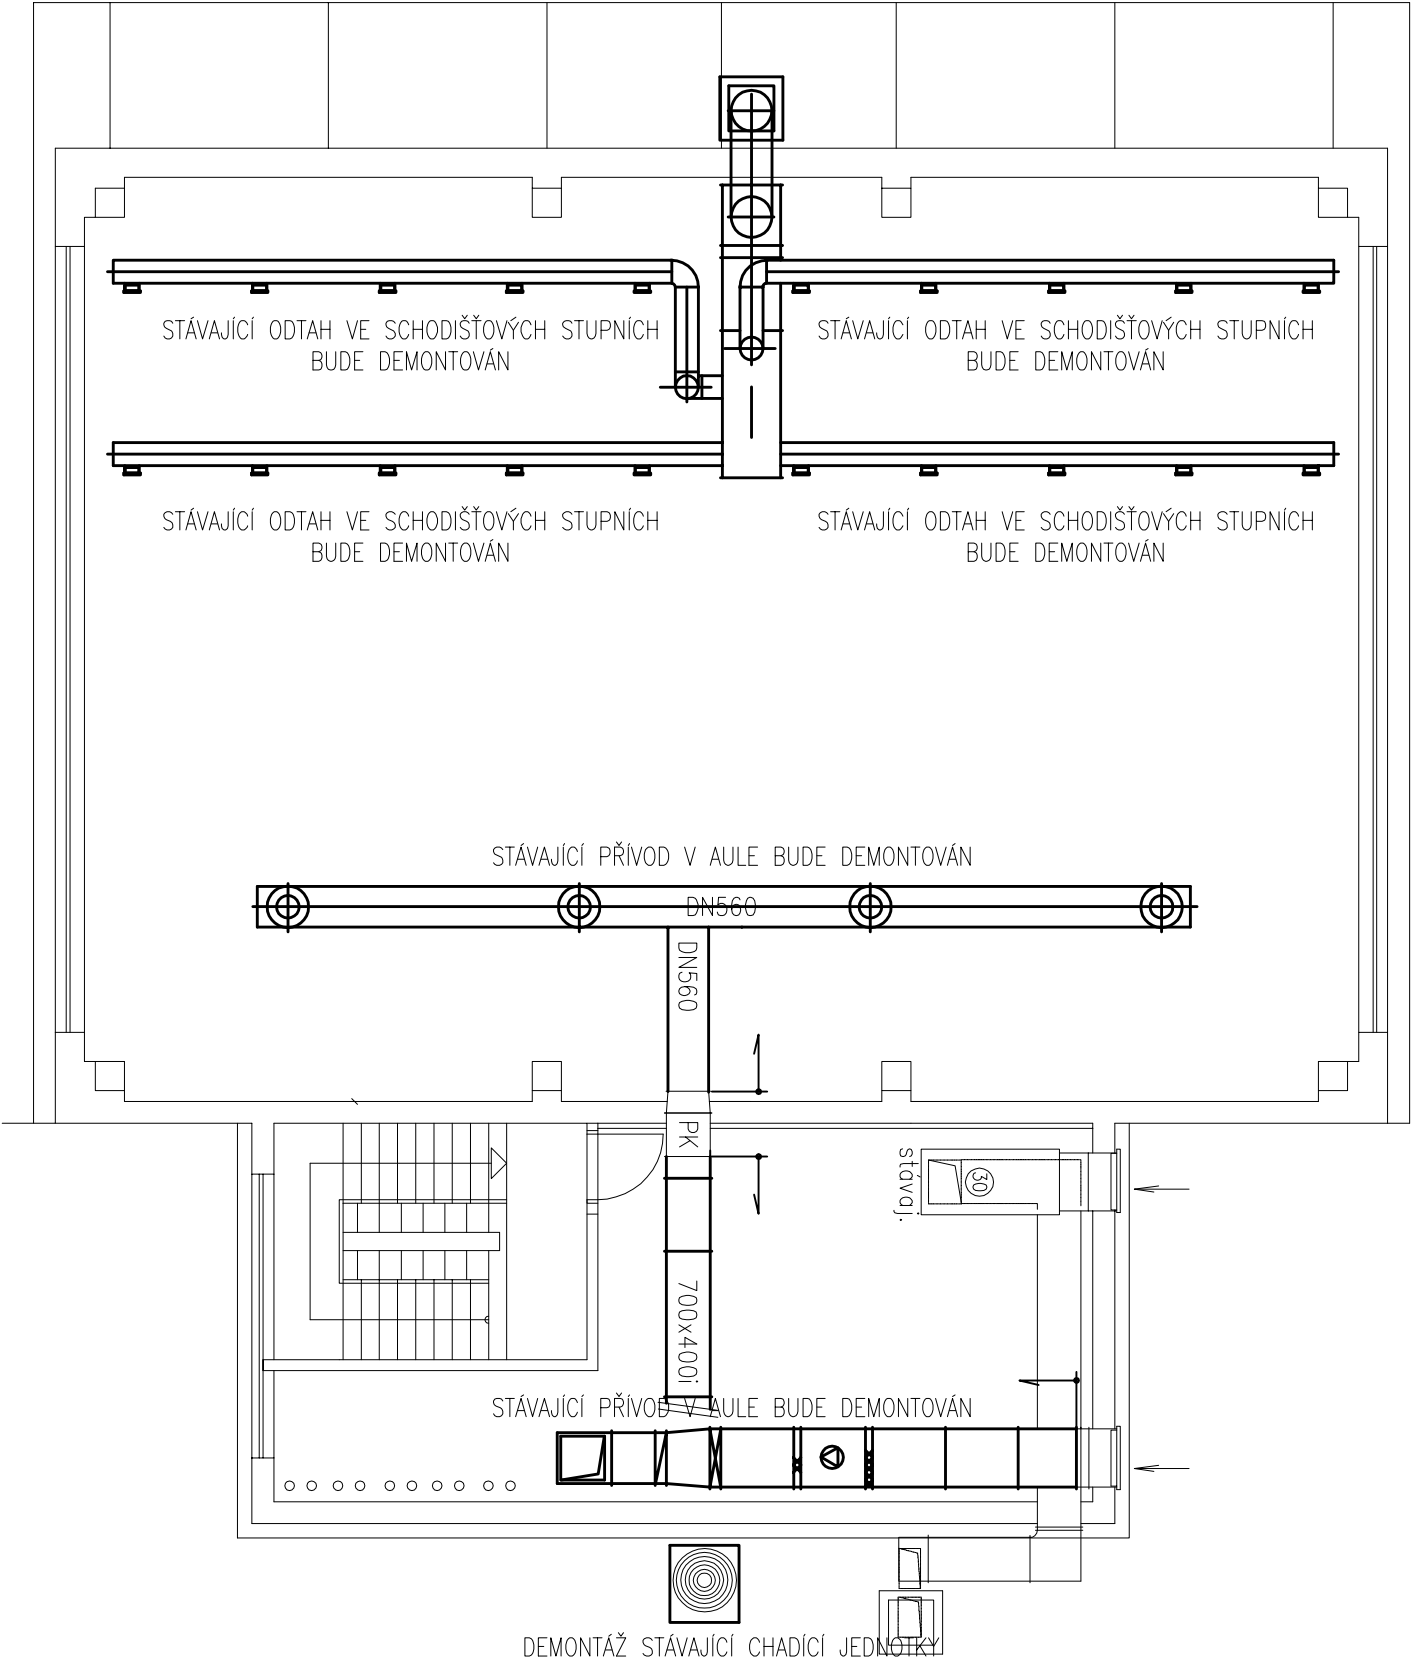 STÁVAJÍCÍ ODTAH VE SCHODIŠŤOVÝCH STUPNÍCH
BUDE DEMONTOVÁN
STÁVAJÍCÍ ODTAH VE SCHODIŠŤOVÝCH STUPNÍCH
BUDE DEMONTOVÁN
STÁVAJÍCÍ ODTAH VE SCHODIŠŤOVÝCH STUPNÍCH
BUDE DEMONTOVÁN
STÁVAJÍCÍ ODTAH VE SCHODIŠŤOVÝCH STUPNÍCH
BUDE DEMONTOVÁN
STÁVAJÍCÍ PŘÍVOD V AULE BUDE DEMONTOVÁN
DN560
DN560
PK
stávaj.
30
700x400i
STÁVAJÍCÍ PŘÍVOD V AULE BUDE DEMONTOVÁN
DEMONTÁŽ STÁVAJÍCÍ CHADÍCÍ JEDNOTKY